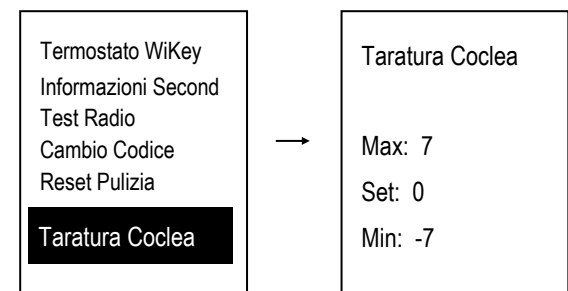 Termostato WiKey
Informazioni Second
Test Radio
Cambio Codice
Reset Pulizia
Taratura Coclea
Taratura Coclea
Max: 7
Set: 0
Min: -7